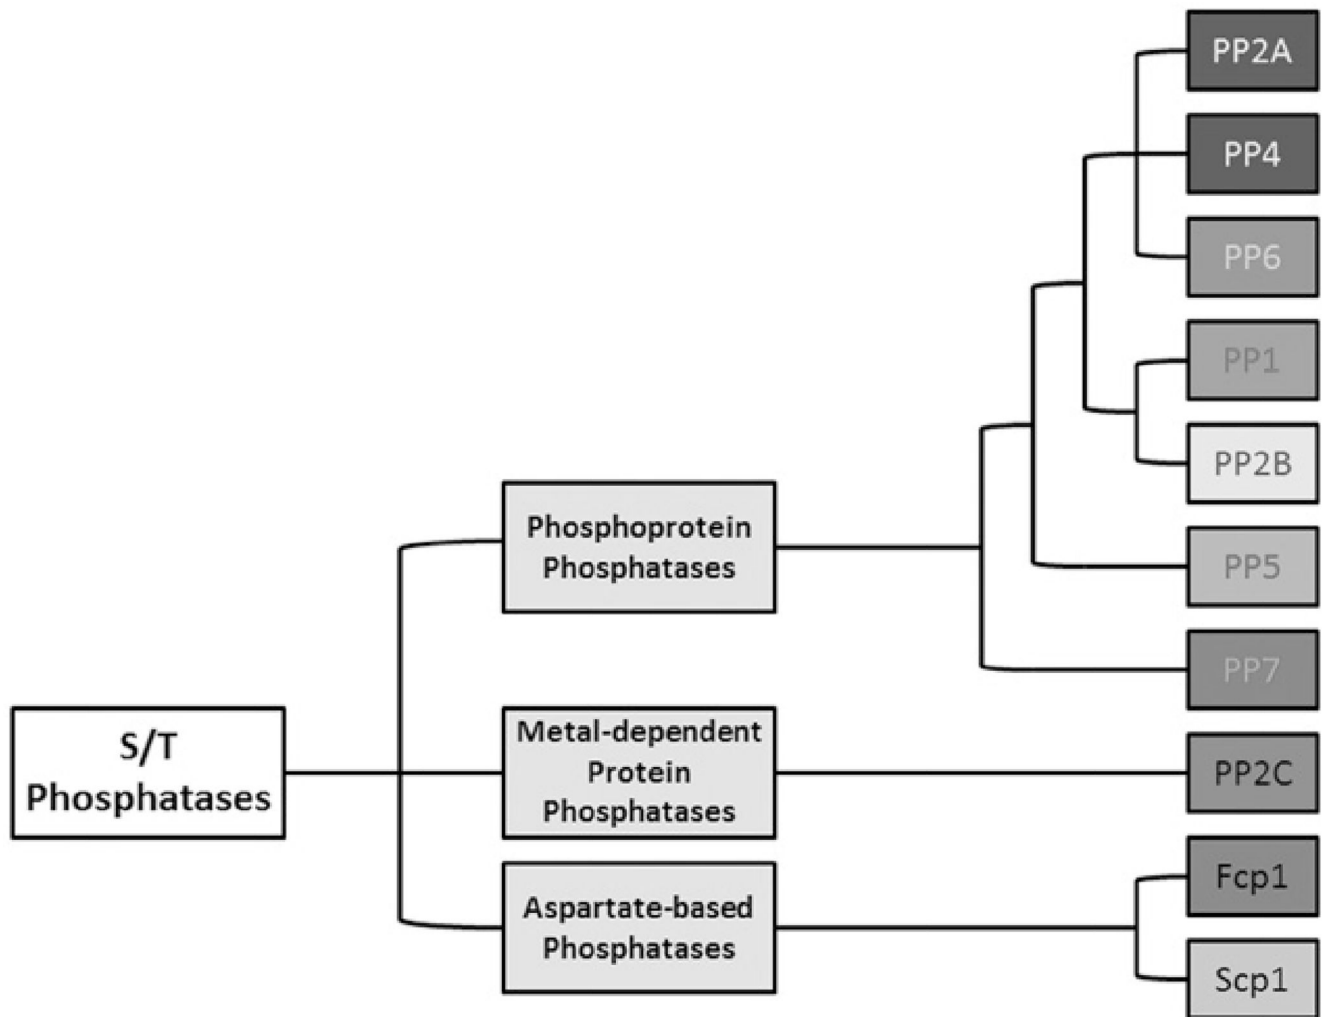 PP2A
PP4
PP6
PP1
PP2B
Phosphoprotein
Phosphatases
PP5
PP7
S/T
Phosphatases
Metal-dependent
Protein
Phosphatases
PP2C
Aspartate-based
Phosphatases
Fcp1
Scp1